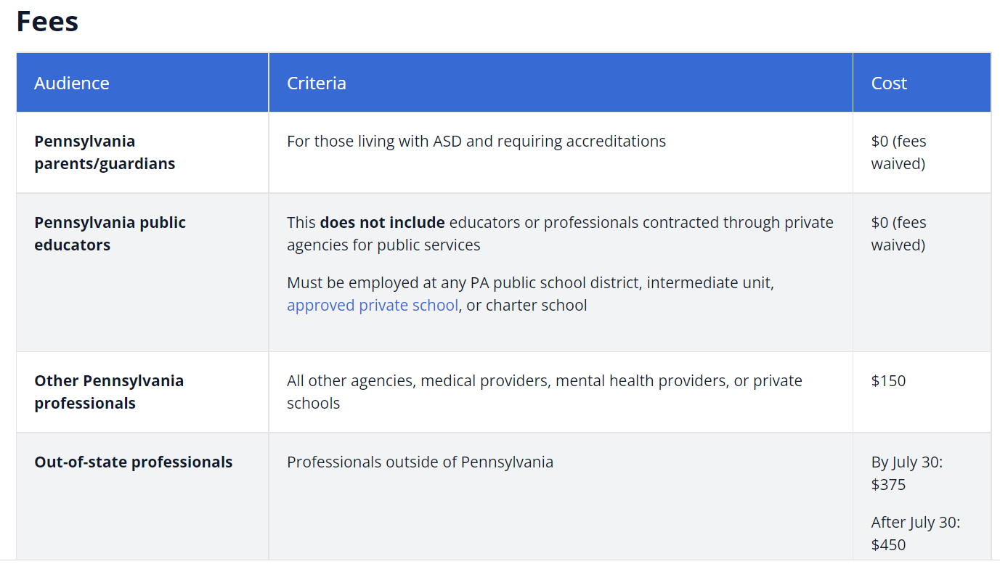 Fees
Audience
Criteria
Cost
Pennsylvania
parents/guardians
For those living with ASD and requiring accreditations
$0 (fees
waived)
Pennsylvania public
educators
This does not include educators or professionals contracted through private
agencies for public services
Must be employed at any PA public school district, intermediate unit,
approved private school, or charter school
$0 (fees
waived)
Other Pennsylvania
professionals
All other agencies, medical providers, mental health providers, or private
schools
$150
Out-of-state professionals
Professionals outside of Pennsylvania
By July 30:
$375
After July 30:
$450